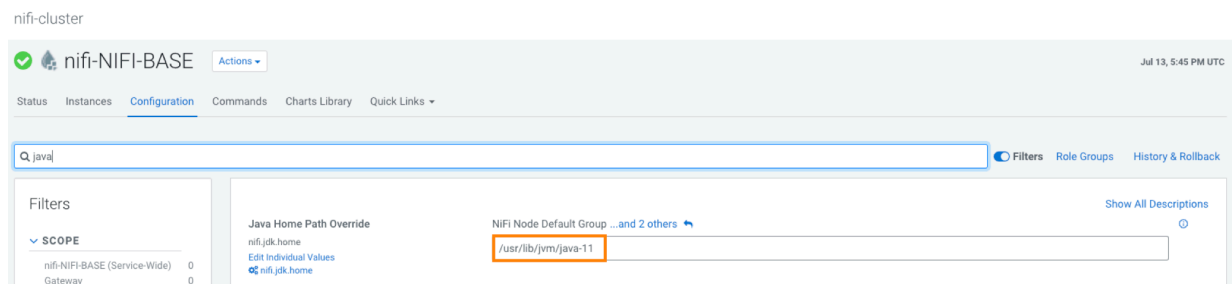 nifi-cluster
nifi-NIFI-BASE Actions
Jul 13, 5:45 PM UTC
Status Instances Configuration Commands Charts Library Quick Links
java
Filters Role Groups History & Rollback
Filters
Show All Descriptions
Java Home Path Override
NiFi Node Default Group ...and 2 others
SCOPE
nifi.jdk.home
/usr/lib/jvm/java-11
Edit Individual Values
nifi-NIFI-BASE (Service-Wide) 0
nifi.jdk.home
Gateway 0